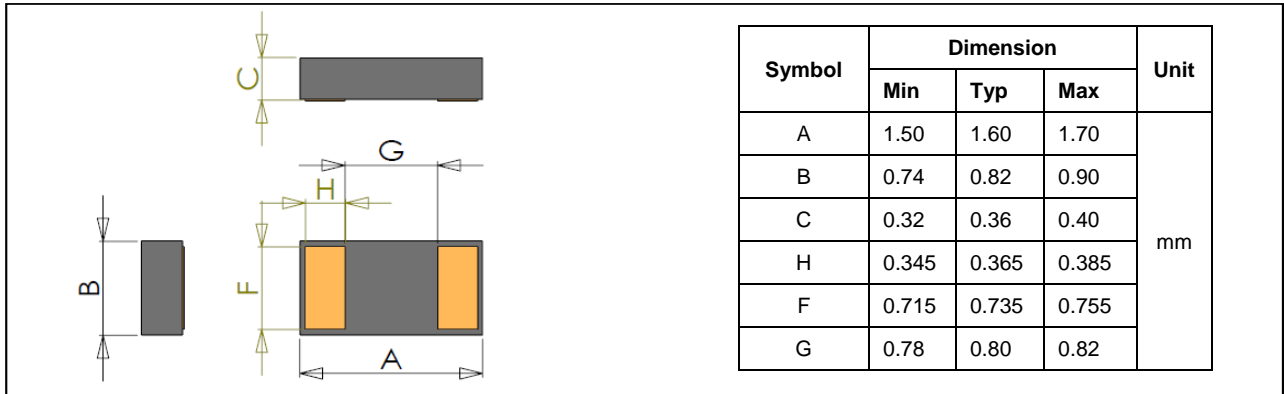 C
G
H
B
F
A
Symbol Dimension Unit
Min Typ Max
A 1.50 1.60 1.70
B 0.74 0.82 0.90
C 0.32 0.36 0.40
H 0.345 0.365 0.385
mm
F 0.715 0.735 0.755
G 0.78 0.80 0.82